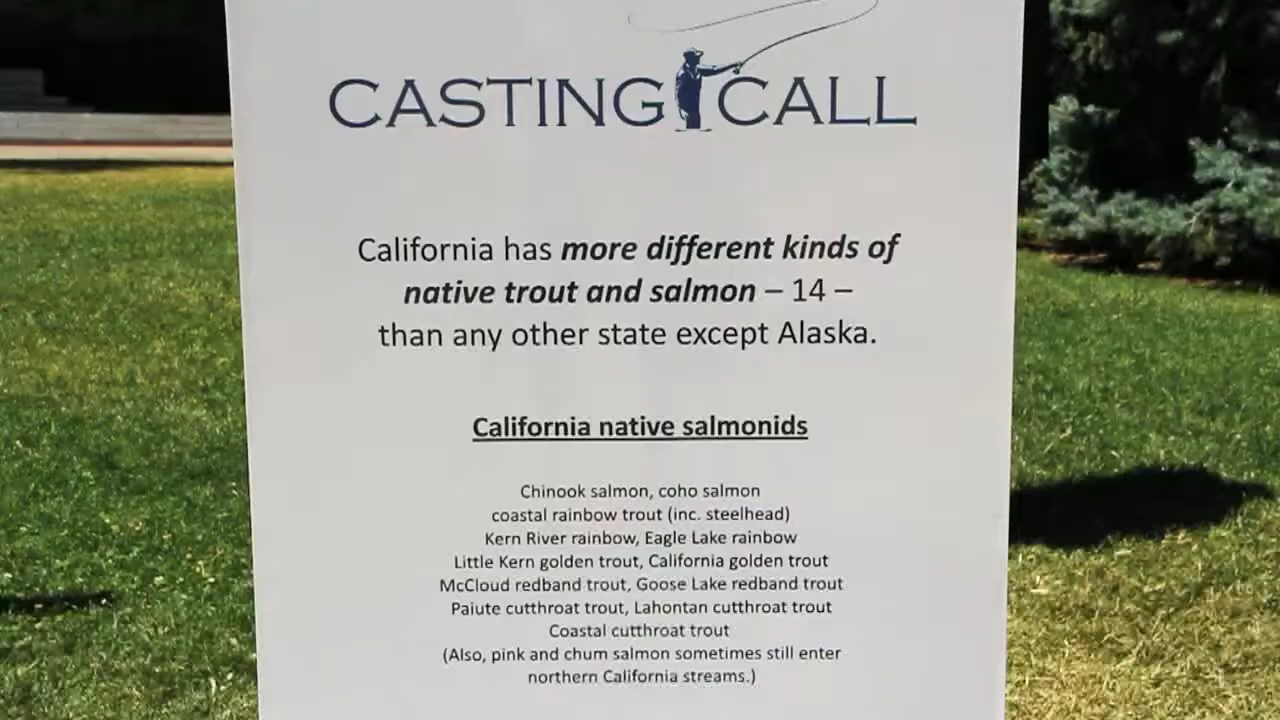 CASTING CALL
California has more different kinds of
native trout and salmon – 14 –
than any other state except Alaska.
California native salmonids
Chinook salmon, coho salmon
coastal rainbow trout (inc. steelhead)
Kern River rainbow, Eagle Lake rainbow
Little Kern golden trout, California golden trout
McCloud redband trout, Goose Lake redband trout
Paiute cutthroat trout, Lahontan cutthroat trout
Coastal cutthroat trout
(Also, pink and chum salmon sometimes still enter
northern California streams.)